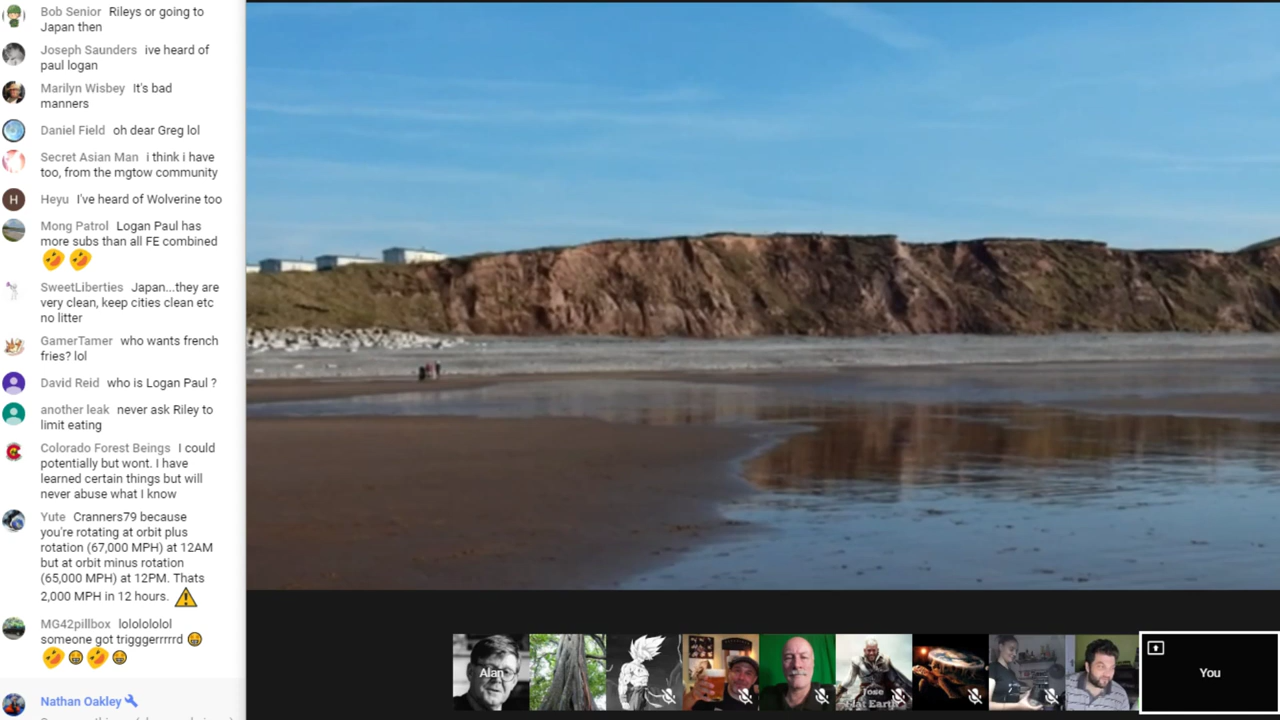 Bob Senior Rileys or going to
Japan then
Joseph Saunders ive heard of
paul logan
Marilyn Wisbey It's bad
manners
Daniel Field oh dear Greg lol
Secret Asian Man i think i have
too, from the mgtow community
H Heyu I've heard of Wolverine too
Mong Patrol Logan Paul has
more subs than all FE combined
SweetLiberties Japan...they are
very clean, keep cities clean etc
no litter
GamerTamer who wants french
fries? lol
David Reid who is Logan Paul ?
another leak never ask Riley to
limit eating
Colorado Forest Beings I could
potentially but wont. I have
learned certain things but will
never abuse what I know
Yute Cranners79 because
you're rotating at orbit plus
rotation (67,000 MPH) at 12AM
but at orbit minus rotation
(65,000 MPH) at 12PM. Thats
2,000 MPH in 12 hours.
MG42pillbox lolololololol
someone got trigggerrrrrd
Nathan Oakley
Alan
Jose
Flat Earth
You